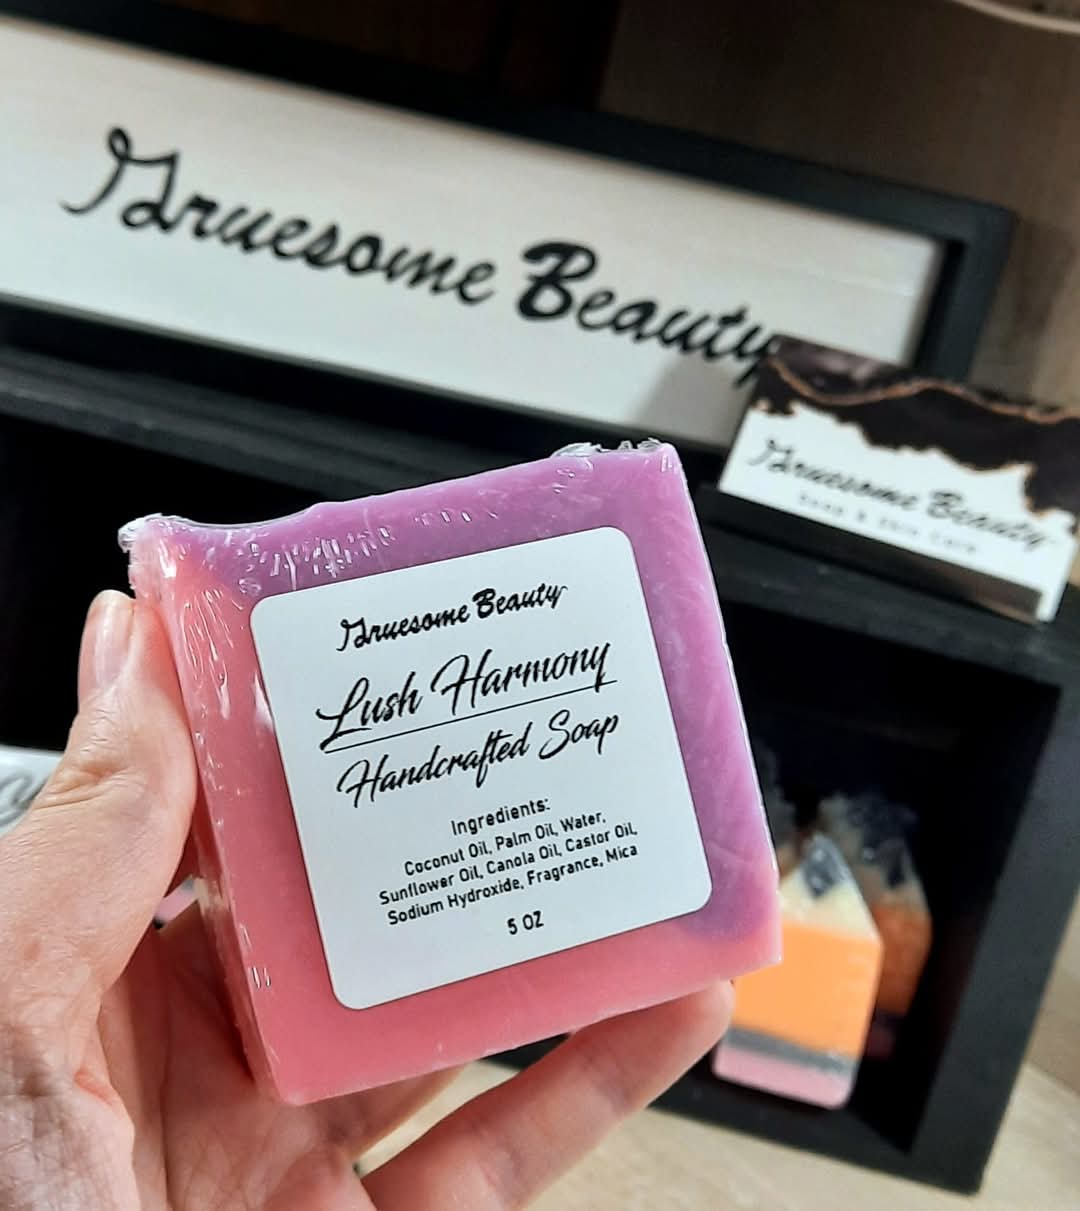 Gruesome Beauty
Gruesome Beauty
Soap & Skin Care
Gruesome Beauty
Lush Harmony
Handcrafted Soap
Ingredients:
Coconut Oil, Palm Oil, Water,
Sunflower Oil, Canola Oil, Castor Oil,
Sodium Hydroxide, Fragrance, Mica
5 OZ